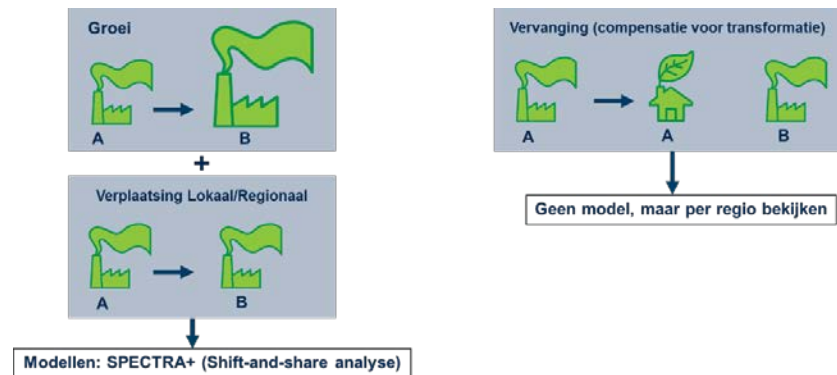 Groei
A
B
+
Verplaatsing Lokaal/Regionaal
A
B
Modellen: SPECTRA+ (Shift-and-share analyse)
Vervanging (compensatie voor transformatie)
A
A
B
Geen model, maar per regio bekijken